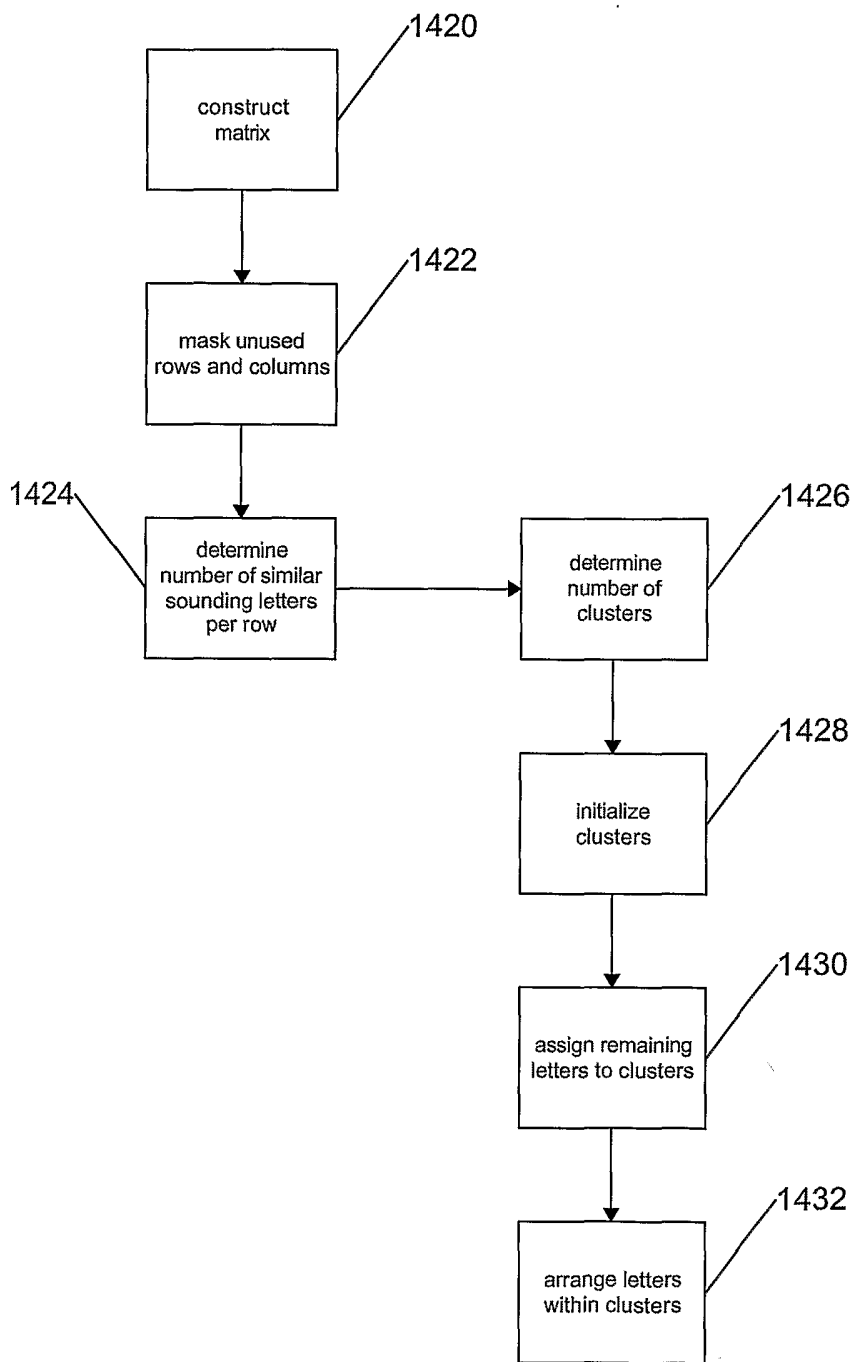 1420
construct
matrix
1422
mask unused
rows and columns
1424
determine
number of similar
sounding letters
per row
1426
determine
number of
clusters
1428
initialize
clusters
1430
assign remaining
letters to clusters
1432
arrange letters
within clusters